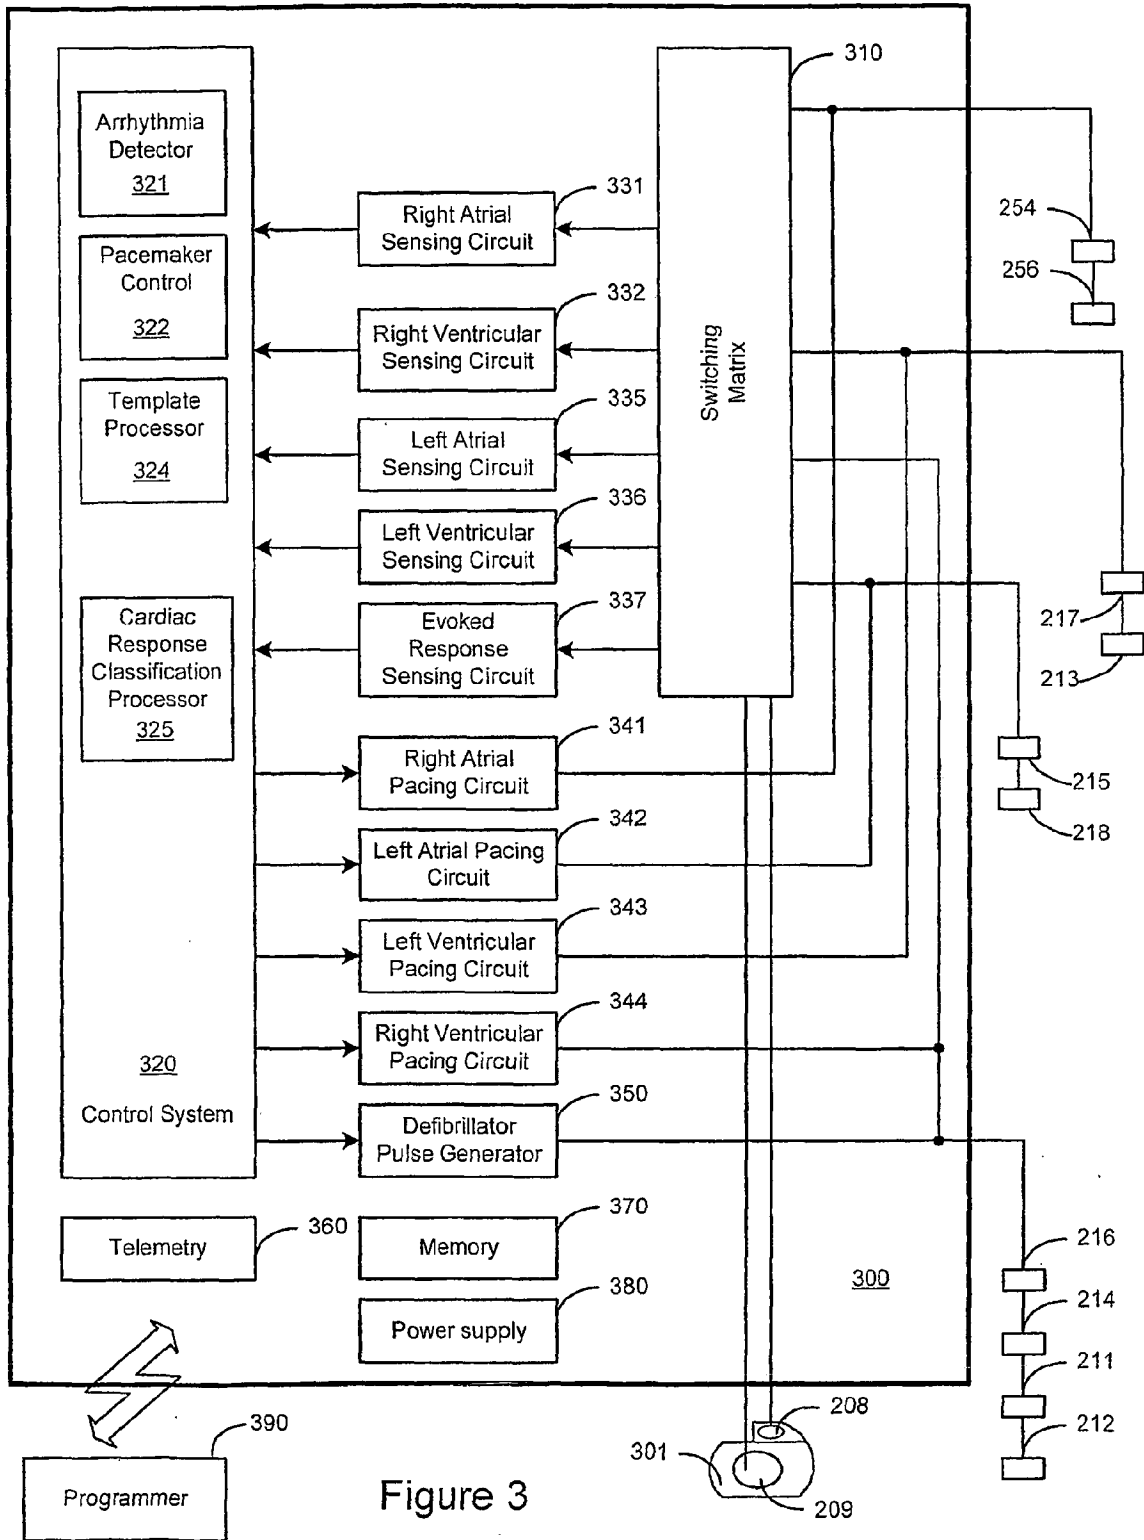 310
Arrhythmia
Detector
321
331
Right Atrial
Sensing Circuit
254
256
Pacemaker
Control
322
332
Right Ventricular
Sensing Circuit
Switching
Matrix
Template
Processor
324
335
Left Atrial
Sensing Circuit
336
Left Ventricular
Sensing Circuit
217
213
Cardiac
Response
Classification
Processor
325
337
Evoked
Response
Sensing Circuit
341
Right Atrial
Pacing Circuit
215
218
342
Left Atrial Pacing
Circuit
343
Left Ventricular
Pacing Circuit
344
Right Ventricular
Pacing Circuit
320
Control System
350
Defibrillator
Pulse Generator
360
Telemetry
370
Memory
300
216
214
380
Power supply
211
212
390
Programmer
208
301
209
Figure 3